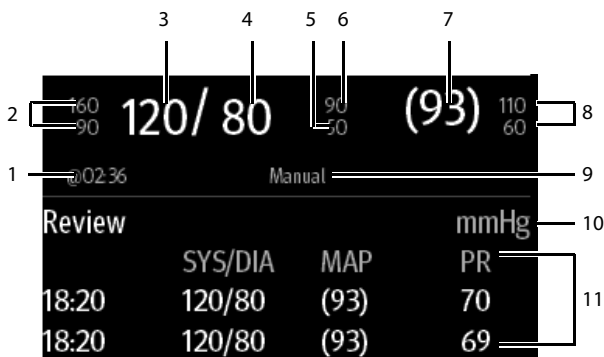 3 4 5 6 7
2 160 120/ 80 90 (93) 110 8
90 50 60
1 @02:36 Manual 9
Review mmHg 10
SYS/DIA MAP PR
18:20 120/80 (93) 70 11
18:20 120/80 (93) 69